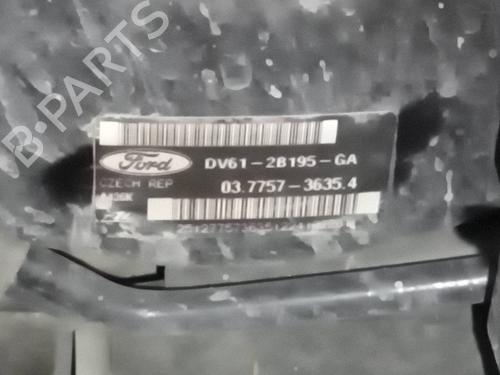 B-PARTS
Ford
DV61-2B195-GA
CZECH REP
03.7757-3635.4